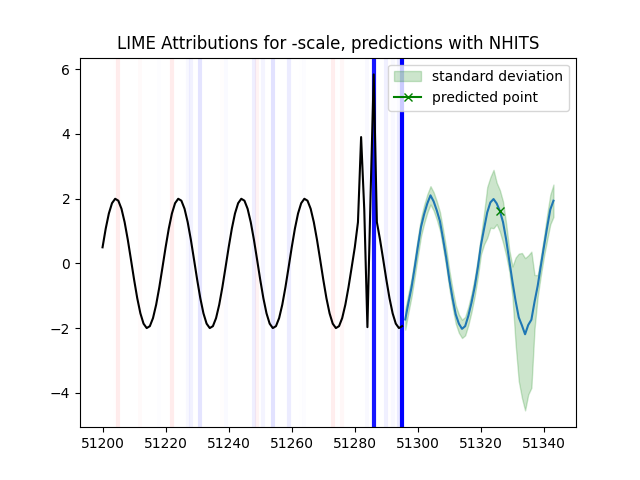 LIME Attributions for -scale, predictions with NHITS
standard deviation
predicted point
6
4
2
0
−2
−4
51200 51220 51240 51260 51280 51300 51320 51340